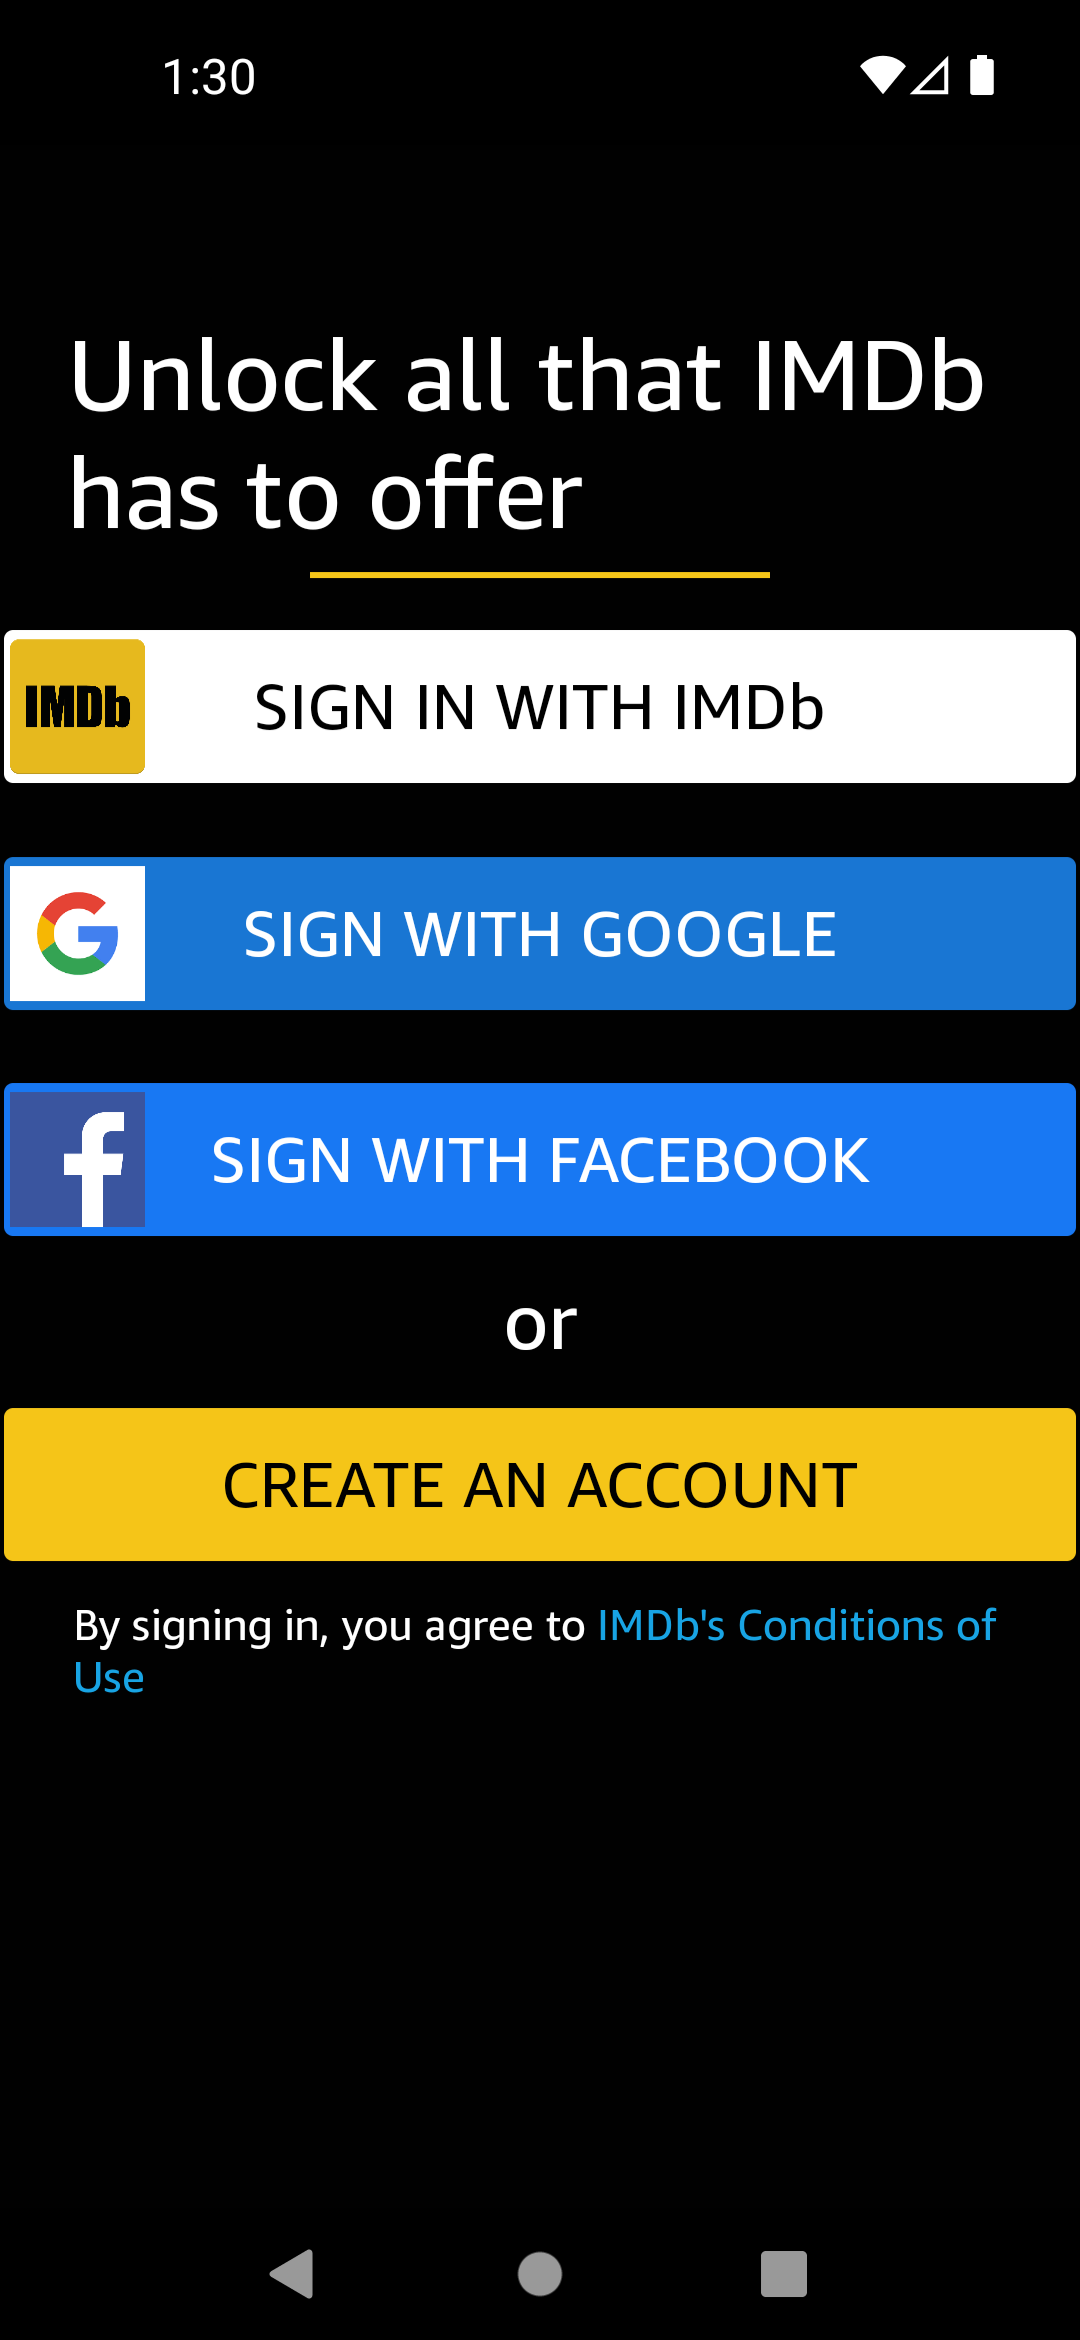 1:30
Unlock all that IMDb
has to offer
IMDb
SIGN IN WITH IMDb
SIGN WITH GOOGLE
SIGN WITH FACEBOOK
or
CREATE AN ACCOUNT
By signing in, you agree to IMDb's Conditions of
Use